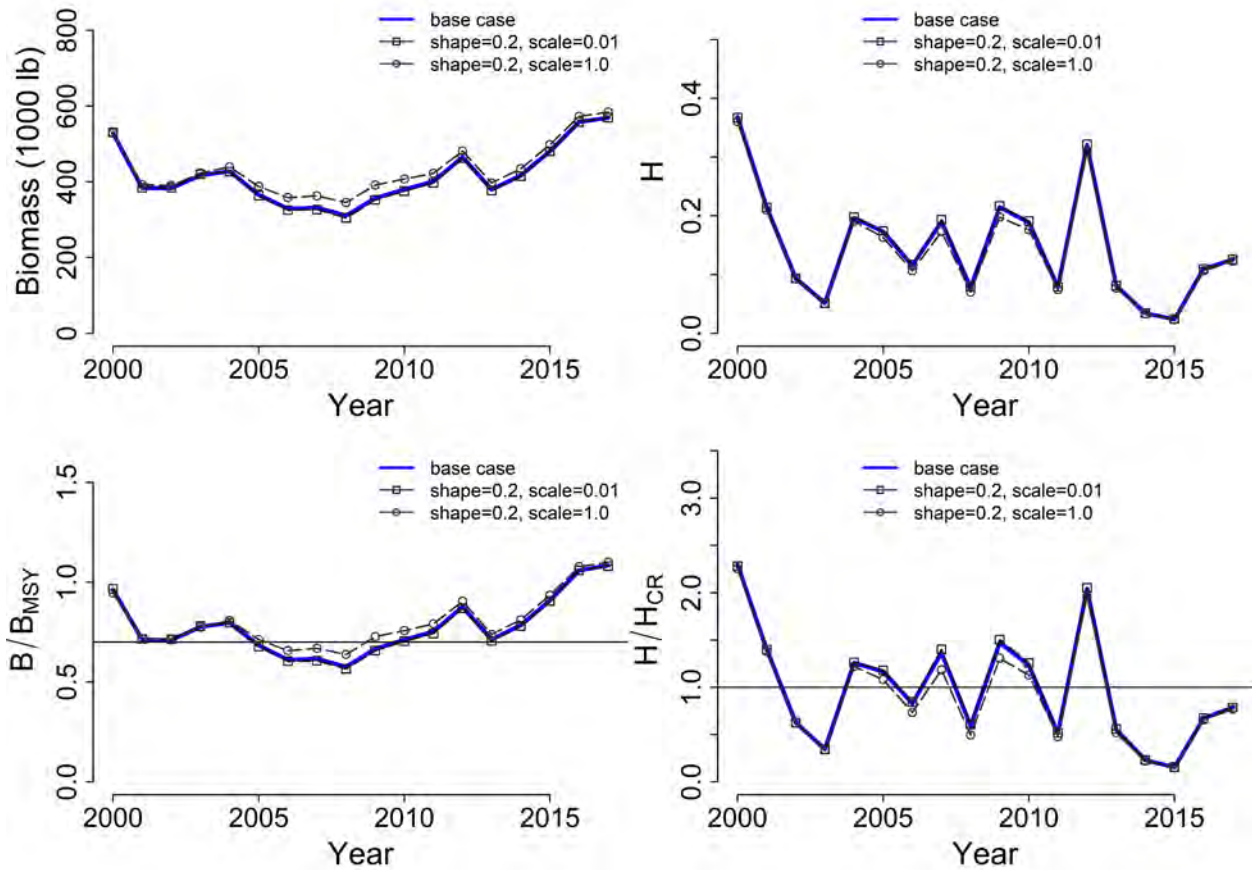 base case
shape=0.2, scale=0.01
shape=0.2, scale=1.0
Biomass (1000 lb)
0
200
400
600
800
2000
2005
2010
2015
Year
base case
shape=0.2, scale=0.01
shape=0.2, scale=1.0
H
0.0
0.2
0.4
2000
2005
2010
2015
Year
base case
shape=0.2, scale=0.01
shape=0.2, scale=1.0
B/BMSY
0.0
0.5
1.0
1.5
2000
2005
2010
2015
Year
base case
shape=0.2, scale=0.01
shape=0.2, scale=1.0
H/HCR
0.0
1.0
2.0
3.0
2000
2005
2010
2015
Year